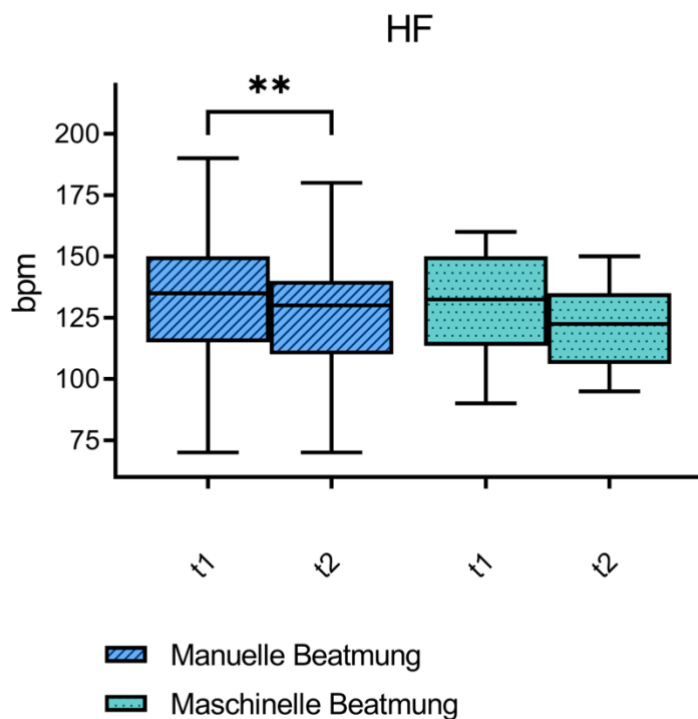 HF
**
bpm
200
175
150
125
100
75
t1 t2 t1 t2
Manuelle Beatmung
Maschinelle Beatmung